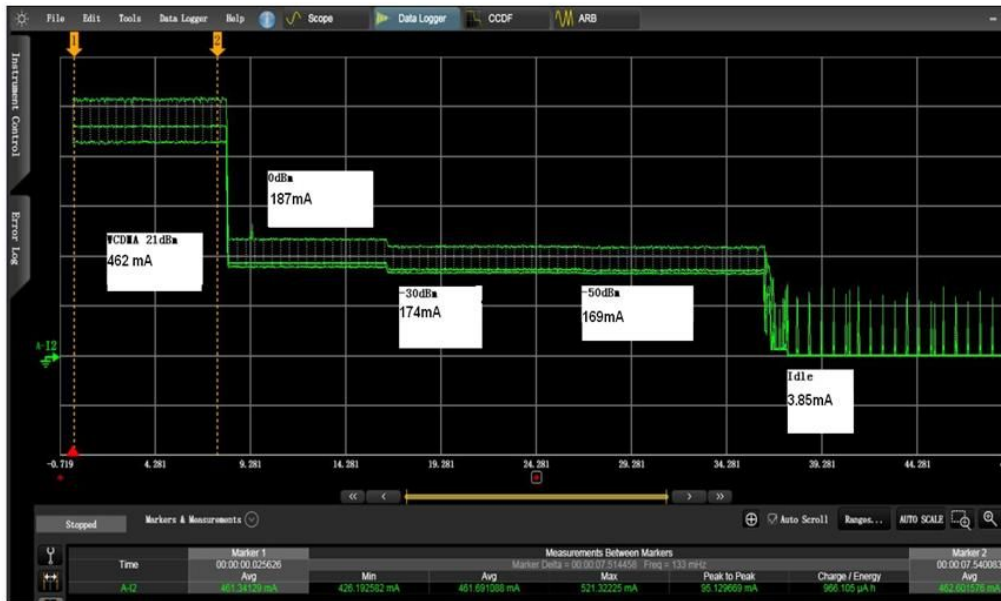 File Edit Tools Data Logger Help Scope Data Logger CCDF ARB
Instrument Control
Error Log
1 2
0dBm
187mA
WCDMA 21dBm
462 mA
-30dBm
174mA
-50dBm
169mA
A-I2
Idle
3.85mA
-0.719 4.281 9.281 14.281 19.281 24.281 29.281 34.281 39.281 44.281
Stopped Markers & Measurements Auto Scroll Ranges... AUTO SCALE
Marker 1 Measurements Between Markers Marker 2
Time 00:00:00.025626 Marker Delta = 00:00:07.514458 Freq = 133 mHz 00:00:07.540083
Avg Min Avg Max Peak to Peak Charge / Energy Avg
A-I2 461.34129 mA 426.192582 mA 461.691088 mA 521.32225 mA 95.129669 mA 966.105 µA h 462.601576 mA